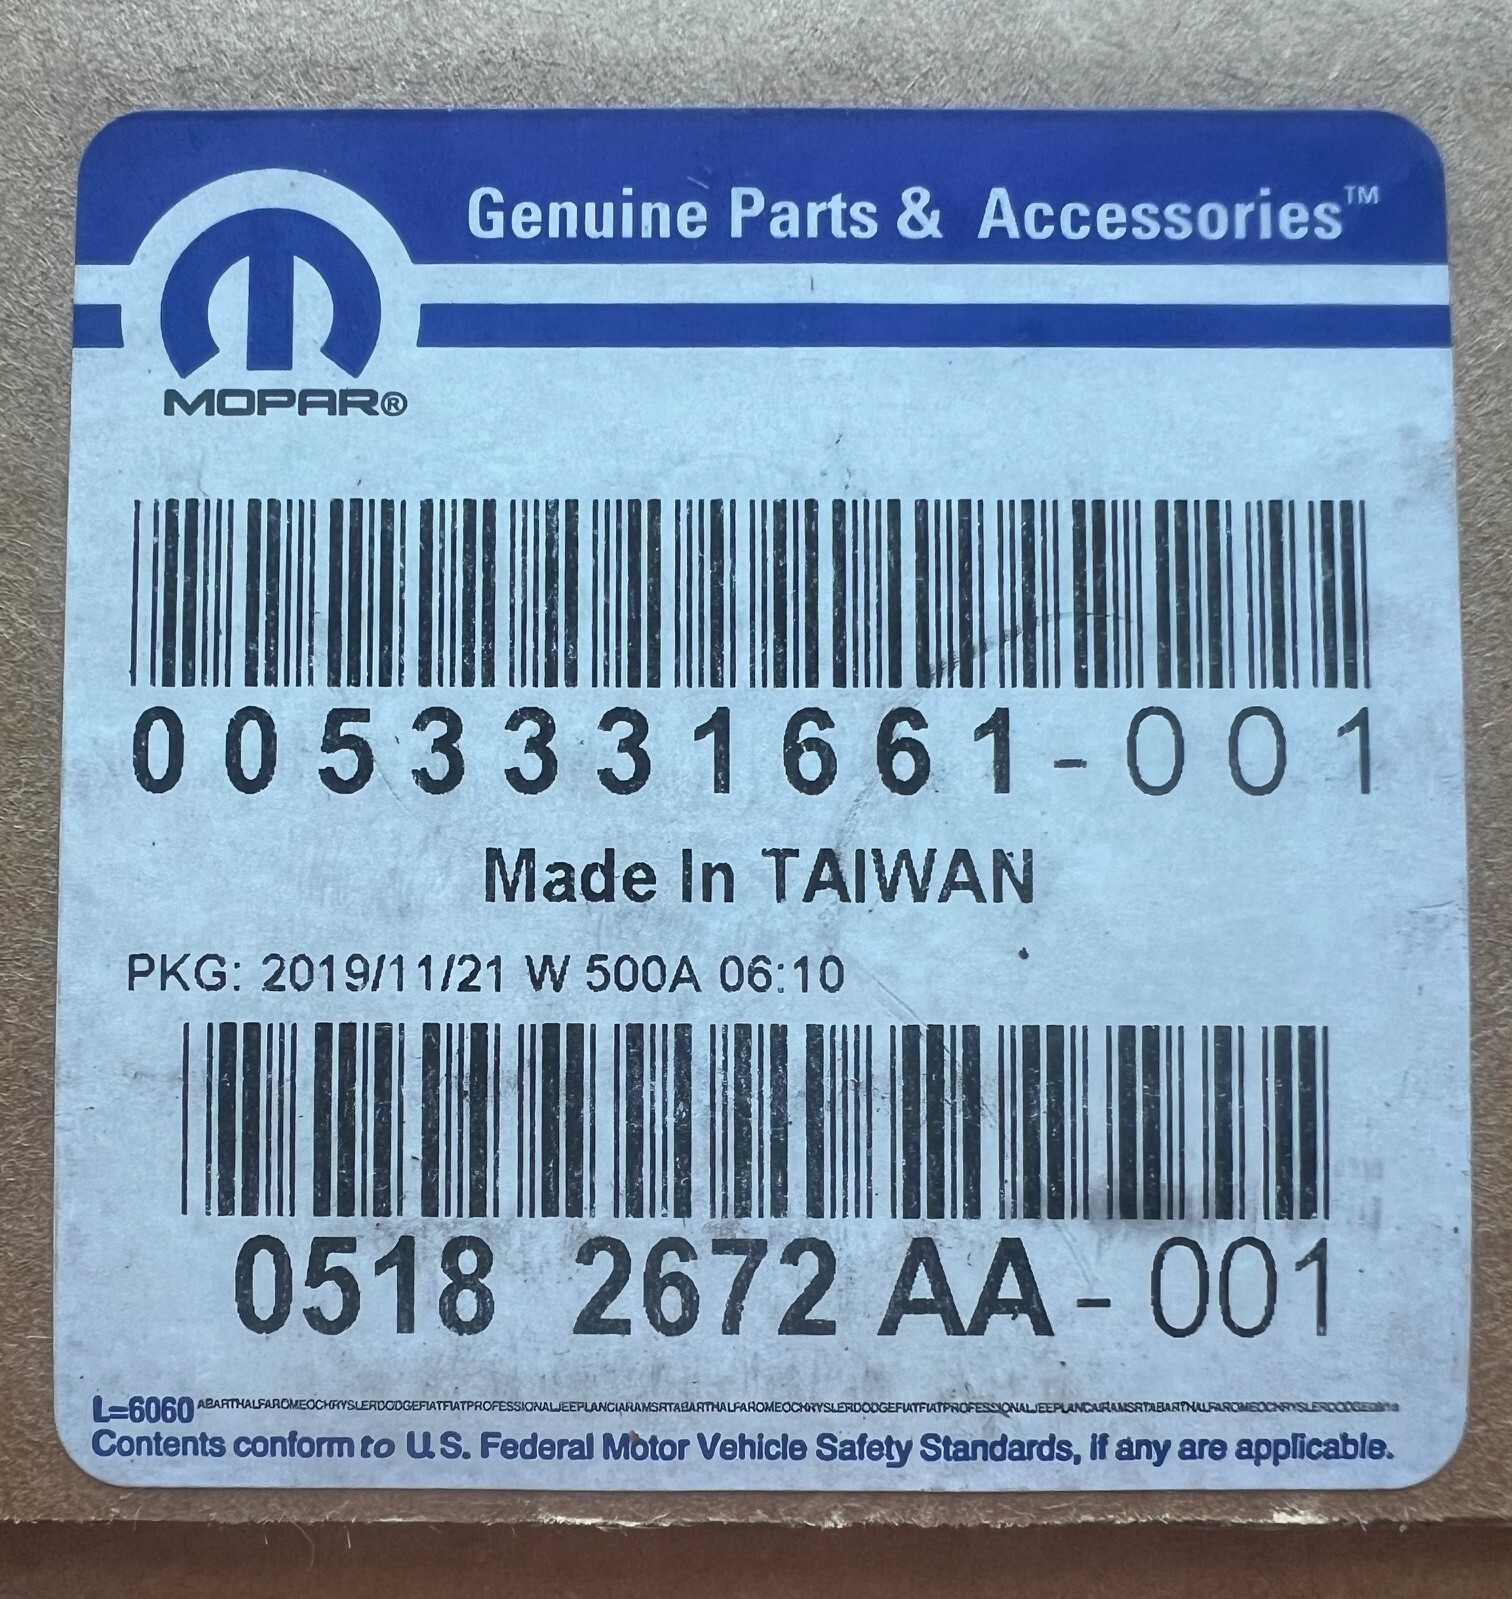 Genuine Parts & Accessories™
MOPAR®
0053331661-001
Made In TAIWAN
PKG: 2019/11/21 W 500A 06:10
0518 2672 AA-001
L=6060
Contents conform to U.S. Federal Motor Vehicle Safety Standards, if any are applicable.